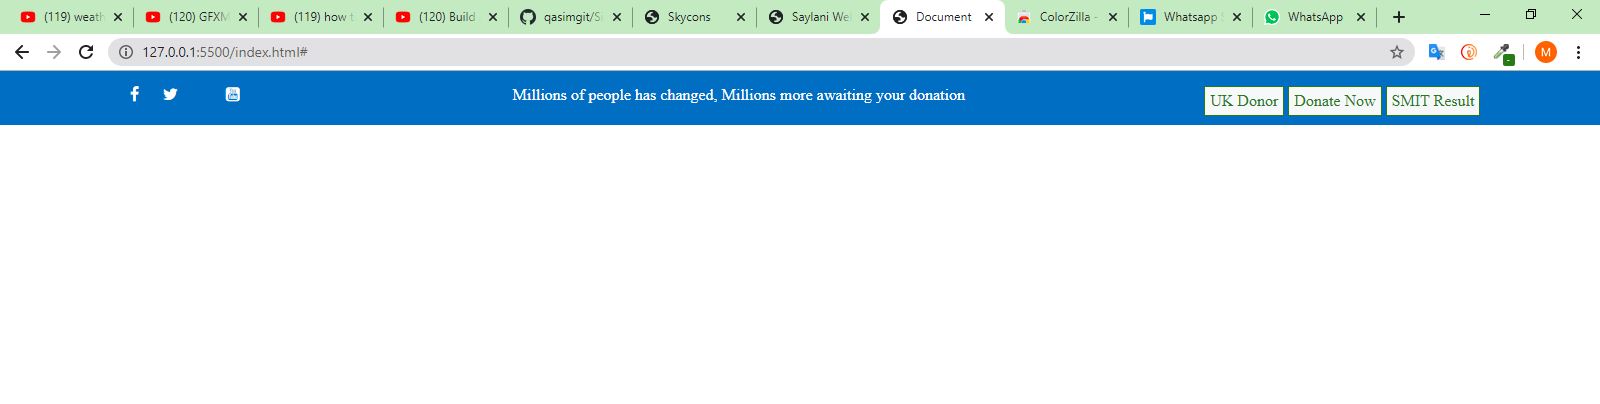 (119) weath
(120) GFXM
(119) how t
(120) Build
qasimgit/S
Skycons
Saylani Wel
Document
ColorZilla -
Whatsapp S
WhatsApp
127.0.0.1:5500/index.html#
M
Millions of people has changed, Millions more awaiting your donation
UK Donor
Donate Now
SMIT Result